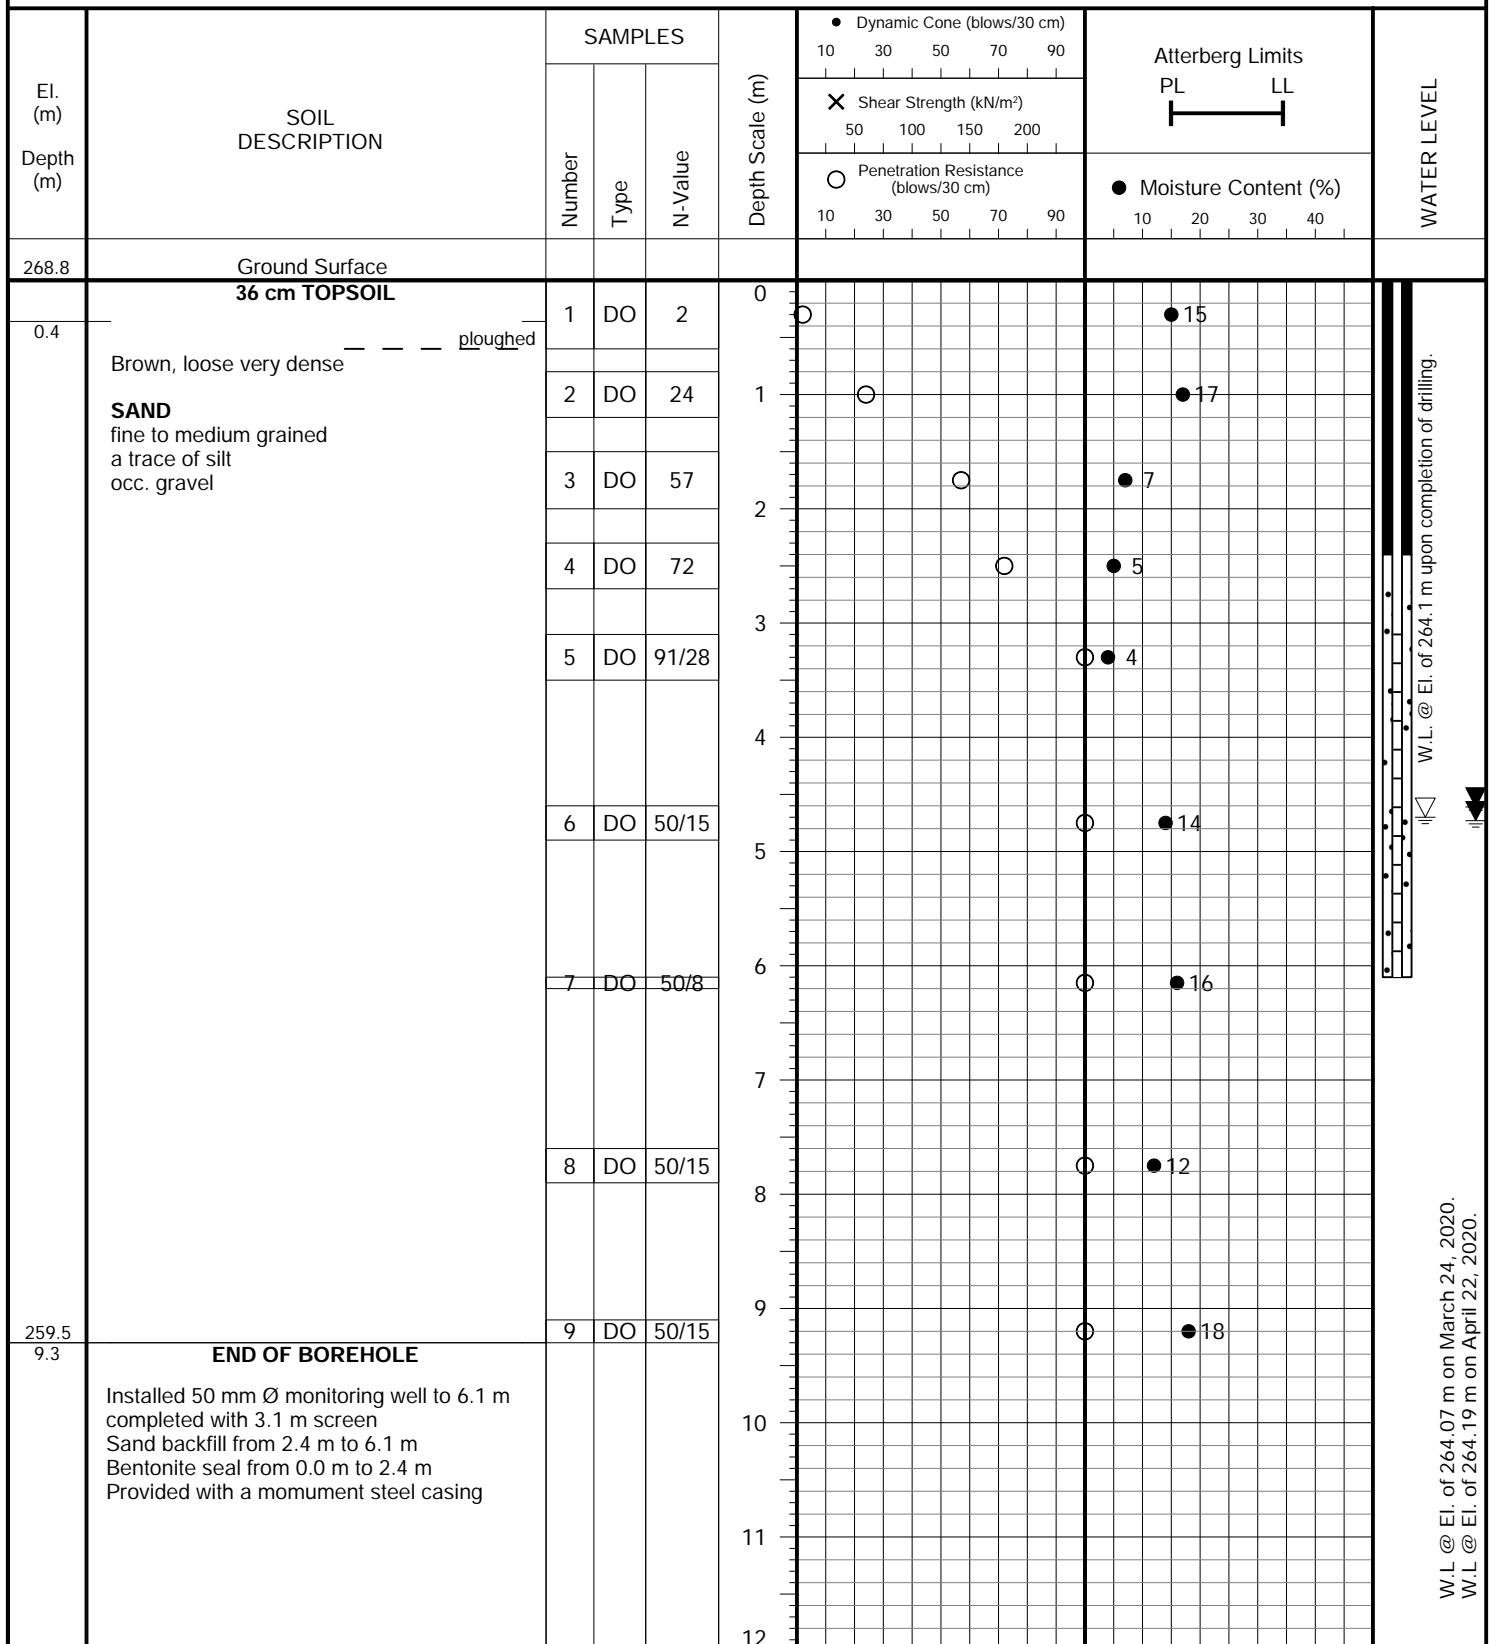 El.
(m)
Depth
(m)
SOIL
DESCRIPTION
SAMPLES
Number
Type
N-Value
Depth Scale (m)
● Dynamic Cone (blows/30 cm)
10 30 50 70 90
✕ Shear Strength (kN/m²)
50 100 150 200
○ Penetration Resistance
(blows/30 cm)
10 30 50 70 90
Atterberg Limits
PL LL
● Moisture Content (%)
10 20 30 40
WATER LEVEL
268.8 Ground Surface
36 cm TOPSOIL
0
1 DO 2 15
0.4
ploughed
Brown, loose very dense
2 DO 24 1 17
SAND
fine to medium grained
a trace of silt
occ. gravel
3 DO 57 7
2
4 DO 72 5
3
5 DO 91/28 4
4
6 DO 50/15 14
5
6
7 DO 50/8 16
7
8 DO 50/15 12
8
9
9 DO 50/15 18
259.5
9.3
END OF BOREHOLE
Installed 50 mm Ø monitoring well to 6.1 m
completed with 3.1 m screen
Sand backfill from 2.4 m to 6.1 m
Bentonite seal from 0.0 m to 2.4 m
Provided with a momument steel casing
10
11
12
W.L. @ El. of 264.1 m upon completion of drilling.
W.L @ El. of 264.07 m on March 24, 2020.
W.L @ El. of 264.19 m on April 22, 2020.